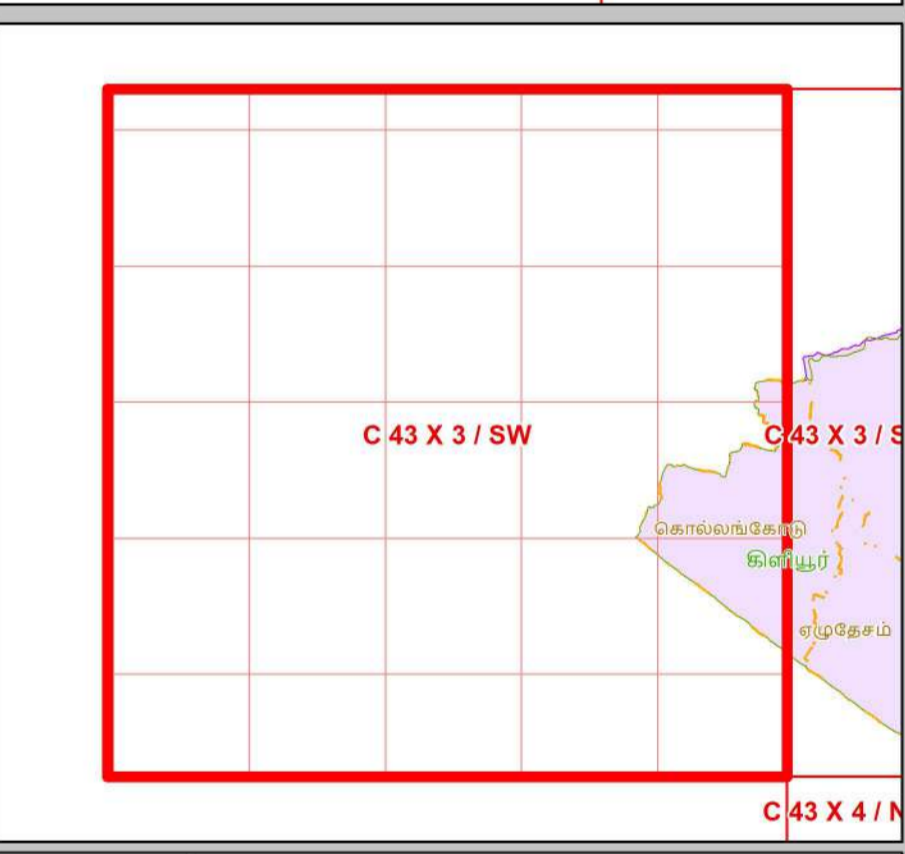 C 43 X 3 / SW
C 43 X 3 / S
கொல்லங்கோடு
கிளியூர்
ஏழுதேசம்
C 43 X 4 / N